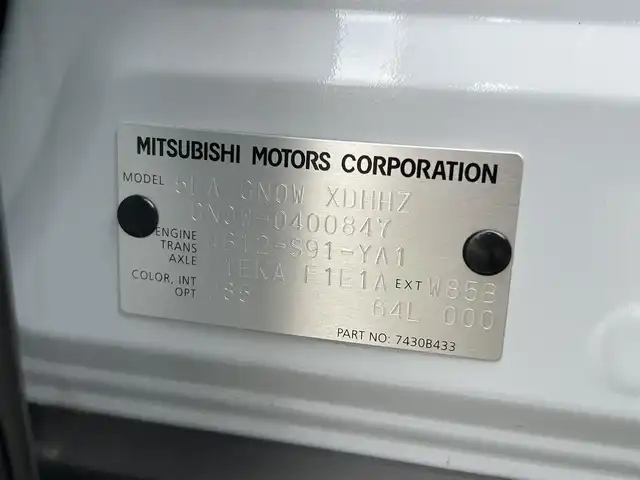 MITSUBISHI MOTORS CORPORATION
MODEL 5LA GN0W XDHHZ
GN0W-0400847
ENGINE 4B12-S91-YA1
TRANS AXLE 1EKA F1E1A EXT W85B
COLOR, INT
OPT 64L 000
PART NO: 7430B433